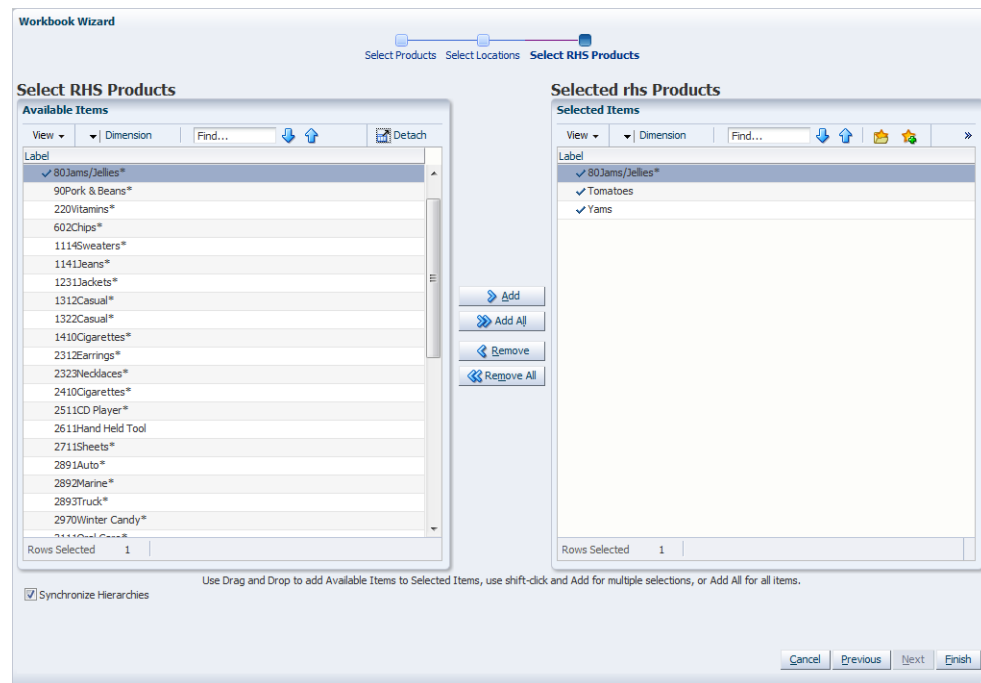 Workbook Wizard
Select Products Select Locations Select RHS Products
Select RHS Products
Available Items
View Dimension Find... Detach
Label
80Jams/Jellies*
90Pork & Beans*
220Vitamins*
602Chips*
1114Sweaters*
1141Jeans*
1231Jackets*
1312Casual*
1322Casual*
1410Cigarettes*
2312Earrings*
2323Necklaces*
2410Cigarettes*
2511CD Player*
2611Hand Held Tool
2711Sheets*
2891Auto*
2892Marine*
2893Truck*
2970Winter Candy*
Rows Selected 1
Add
Add All
Remove
Remove All
Selected rhs Products
Selected Items
View Dimension Find... »
Label
80Jams/Jellies*
Tomatoes
Yams
Rows Selected 1
Use Drag and Drop to add Available Items to Selected Items, use shift-click and Add for multiple selections, or Add All for all items.
Synchronize Hierarchies
Cancel Previous Next Finish